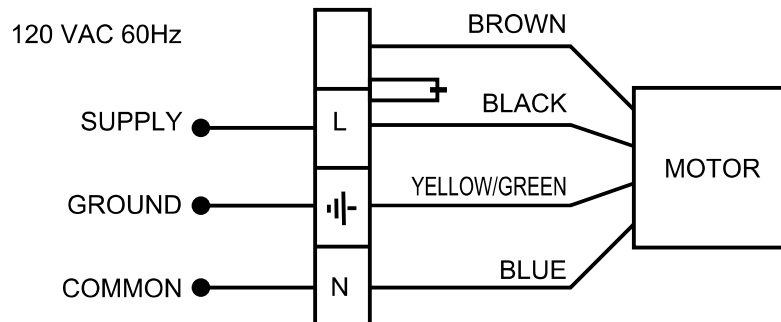 120 VAC 60Hz
BROWN
SUPPLY
L
BLACK
MOTOR
GROUND
YELLOW/GREEN
COMMON
N
BLUE